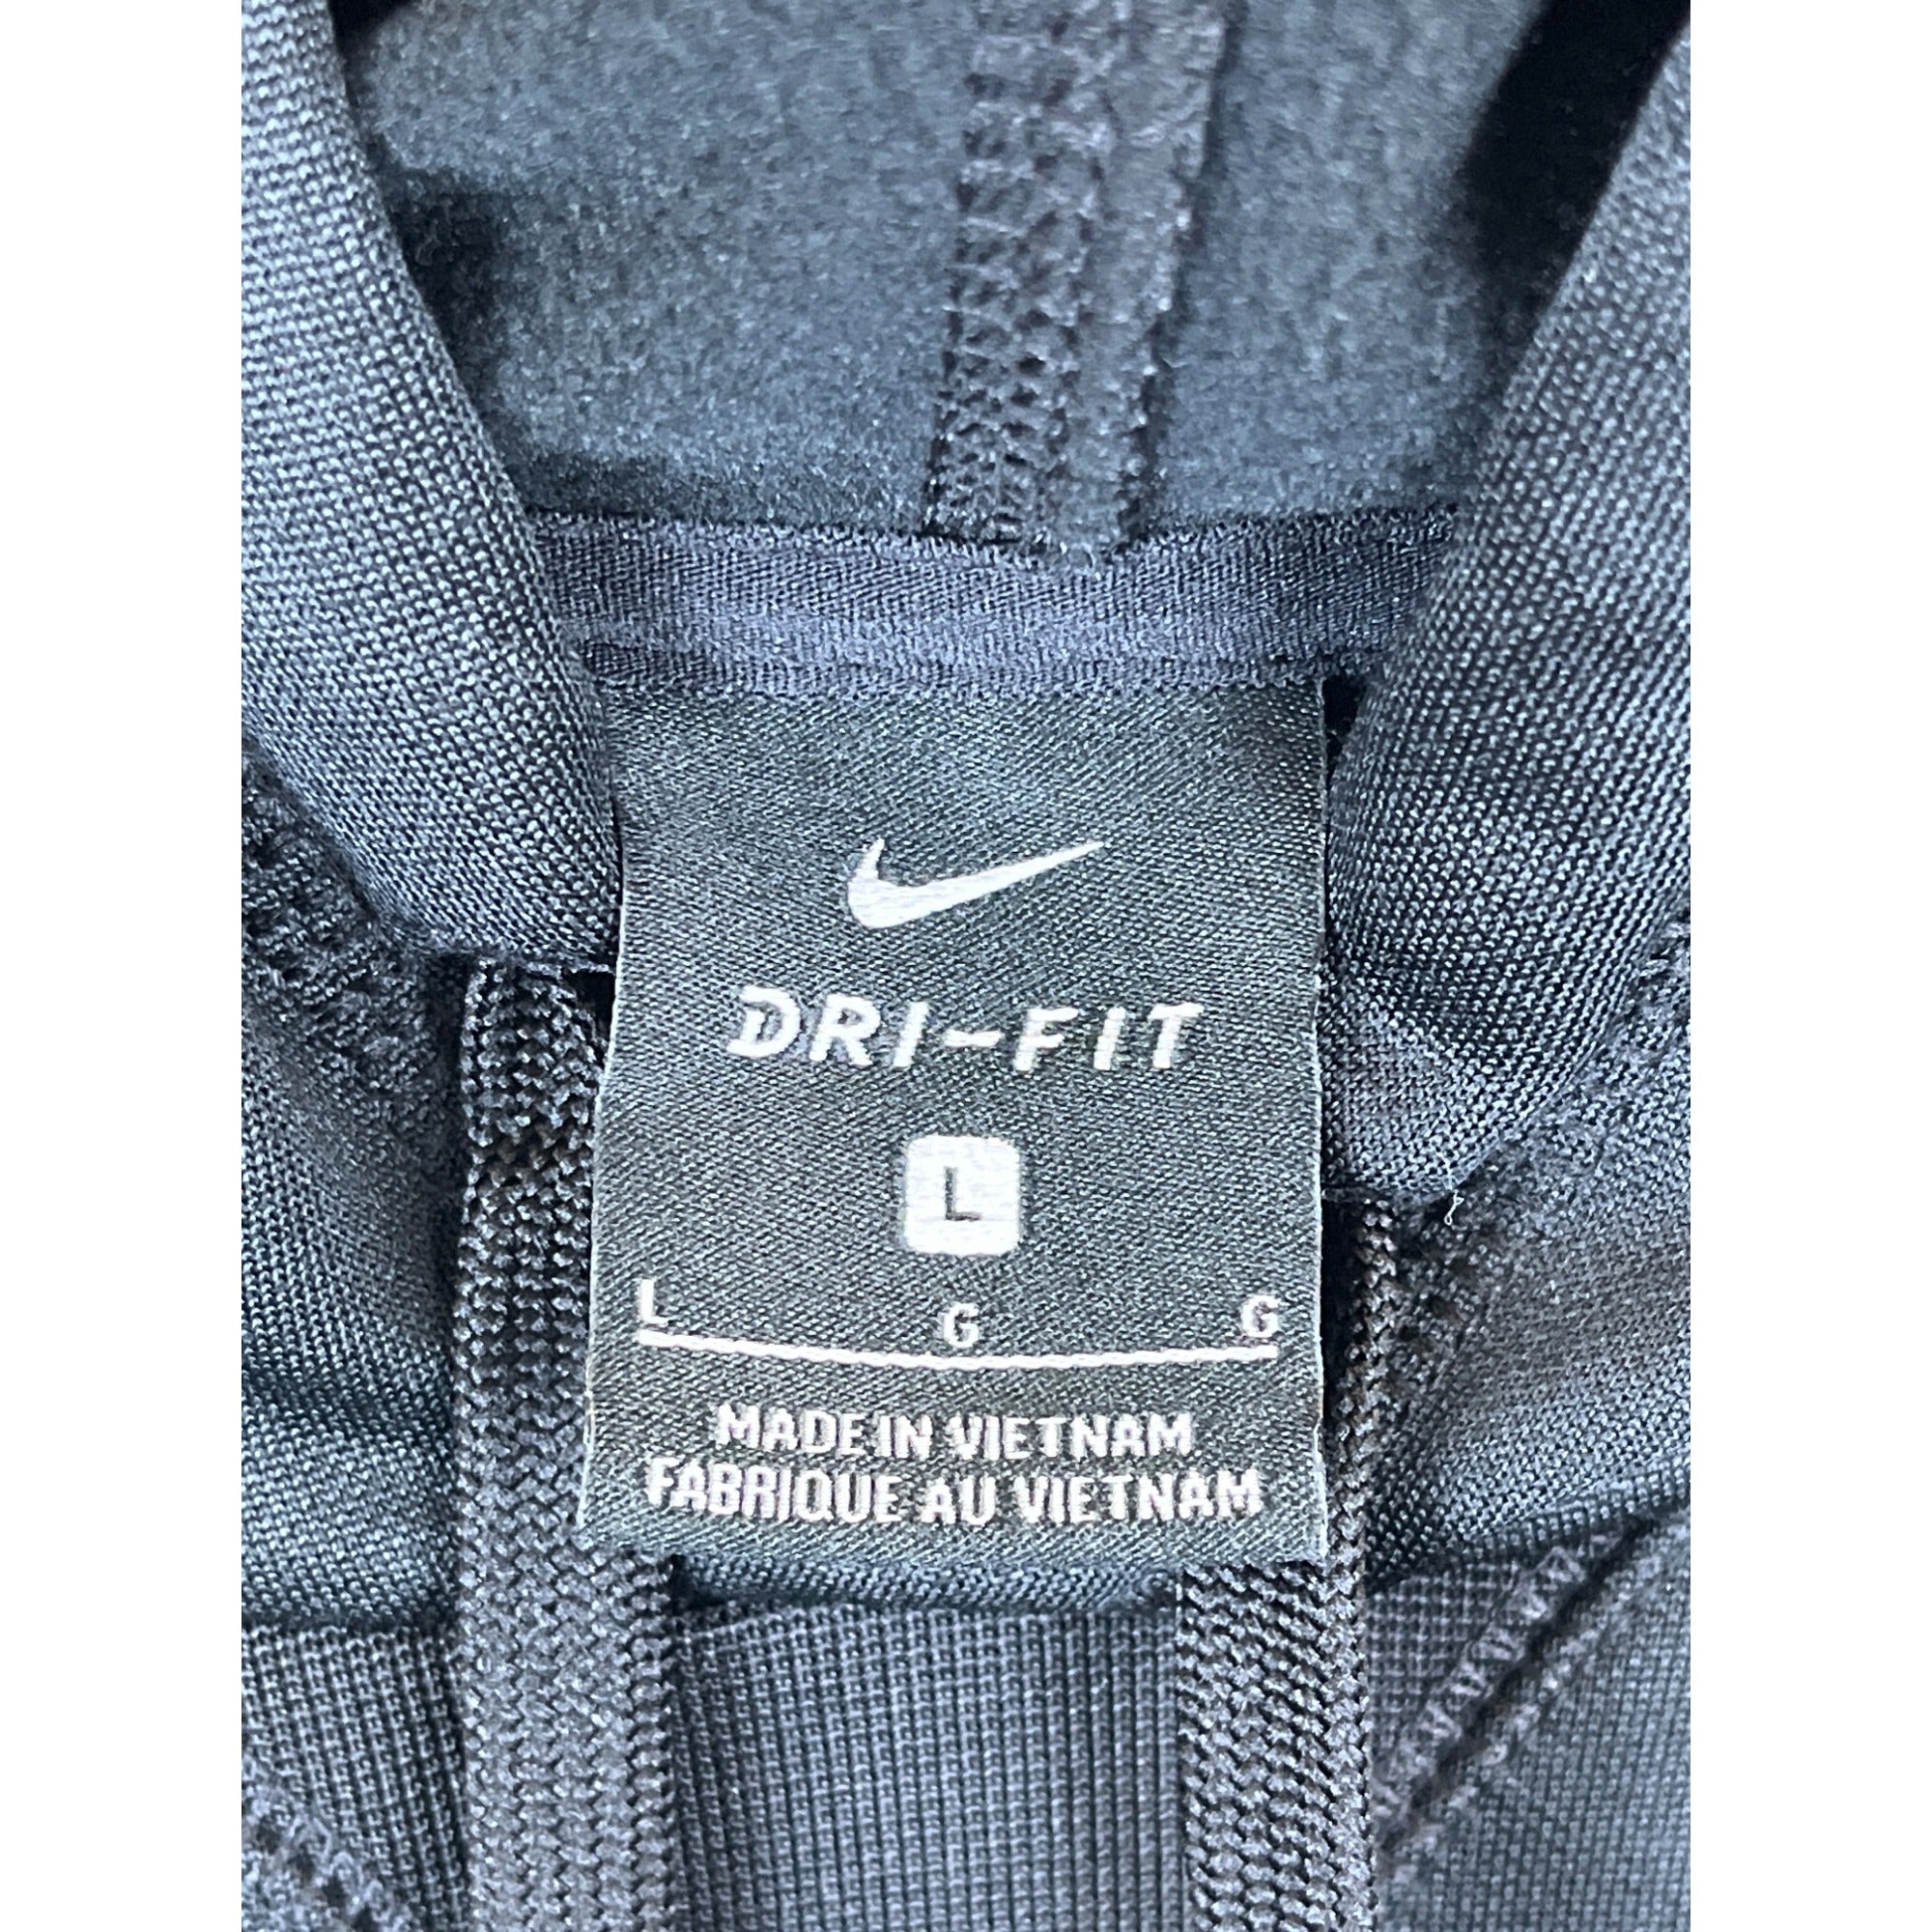 DRI-FIT
L
L G G
MADE IN VIETNAM
FABRIQUE AU VIETNAM